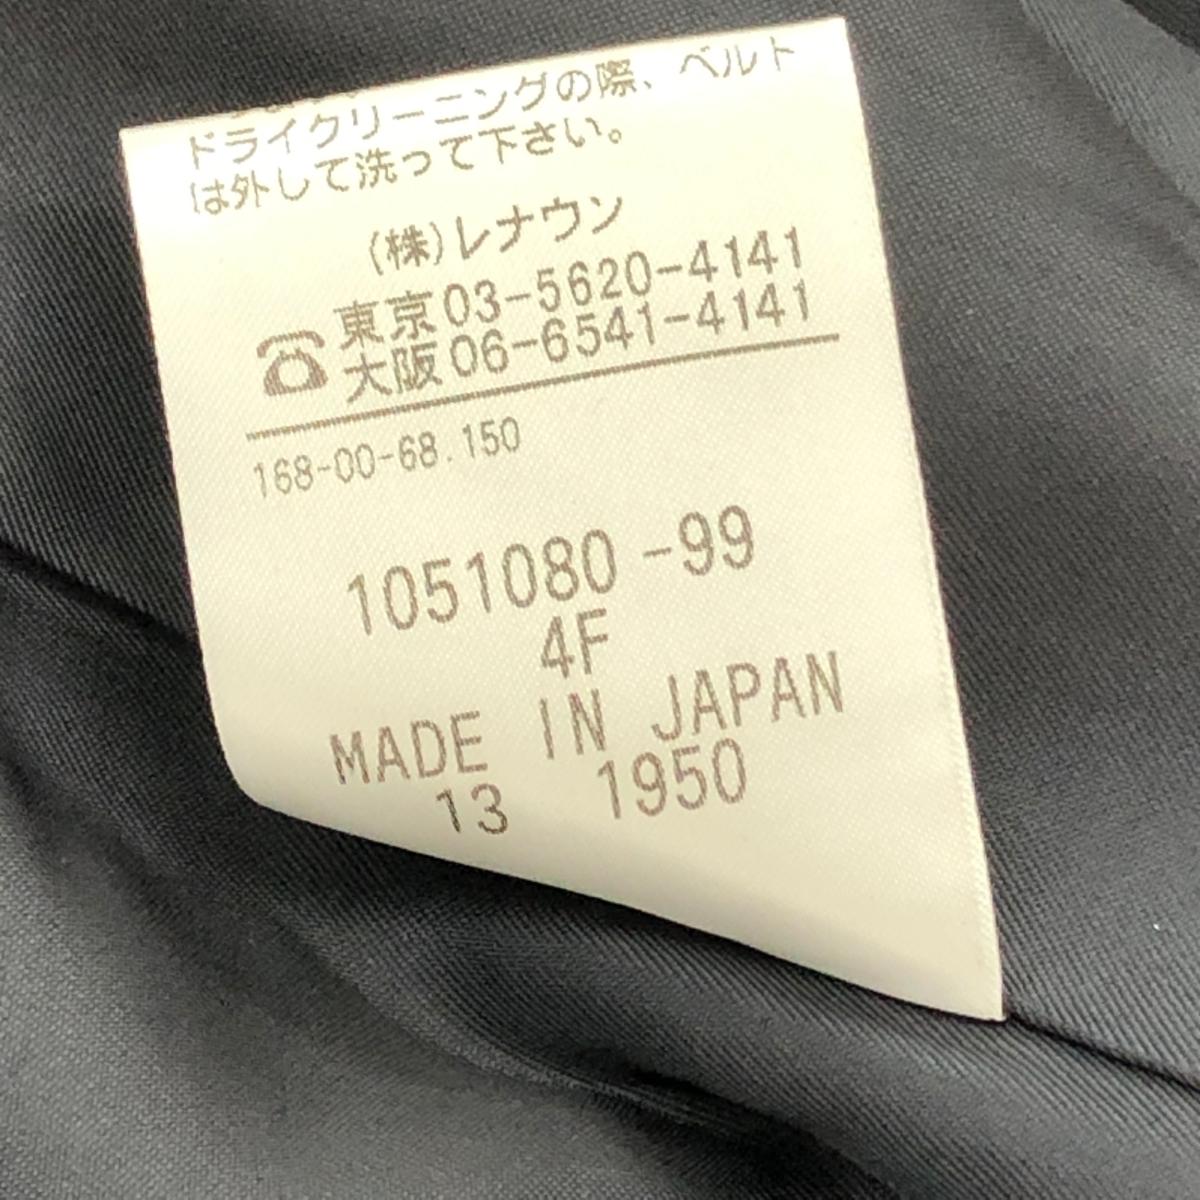 ドライクリーニングの際、ベルト
は外して洗って下さい。
(株)レナウン
東京03-5620-4141
☎大阪06-6541-4141
168-00-68.150
1051080-99
4F
MADE IN JAPAN
13 1950